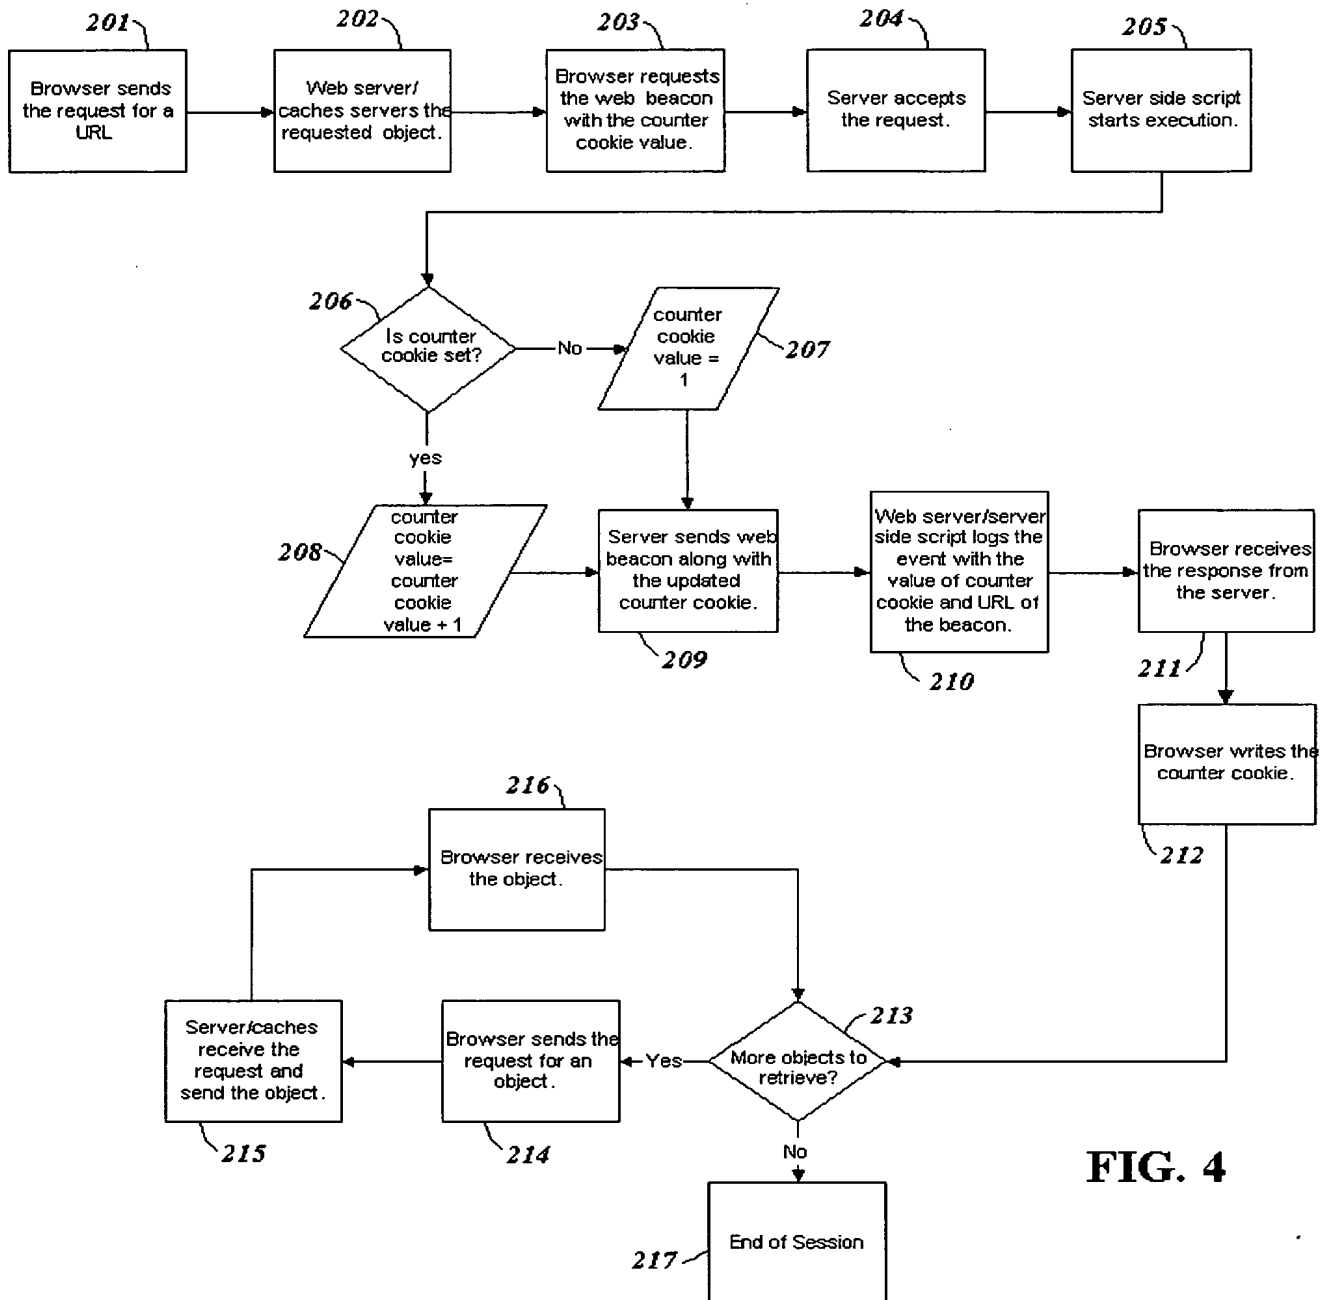 201
Browser sends
the request for a
URL
202
Web server/
caches servers the
requested object.
203
Browser requests
the web beacon
with the counter
cookie value.
204
Server accepts
the request.
205
Server side script
starts execution.
206
Is counter
cookie set?
No
counter
cookie
value =
1
207
yes
208
counter
cookie
value=
counter
cookie
value + 1
Server sends web
beacon along with
the updated
counter cookie.
209
Web server/server
side script logs the
event with the
value of counter
cookie and URL of
the beacon.
210
Browser receives
the response from
the server.
211
Browser writes the
counter cookie.
212
213
More objects to
retrieve?
Yes
Browser sends the
request for an
object.
214
Server/caches
receive the
request and
send the object.
215
216
Browser receives
the object.
No
217
End of Session
FIG. 4